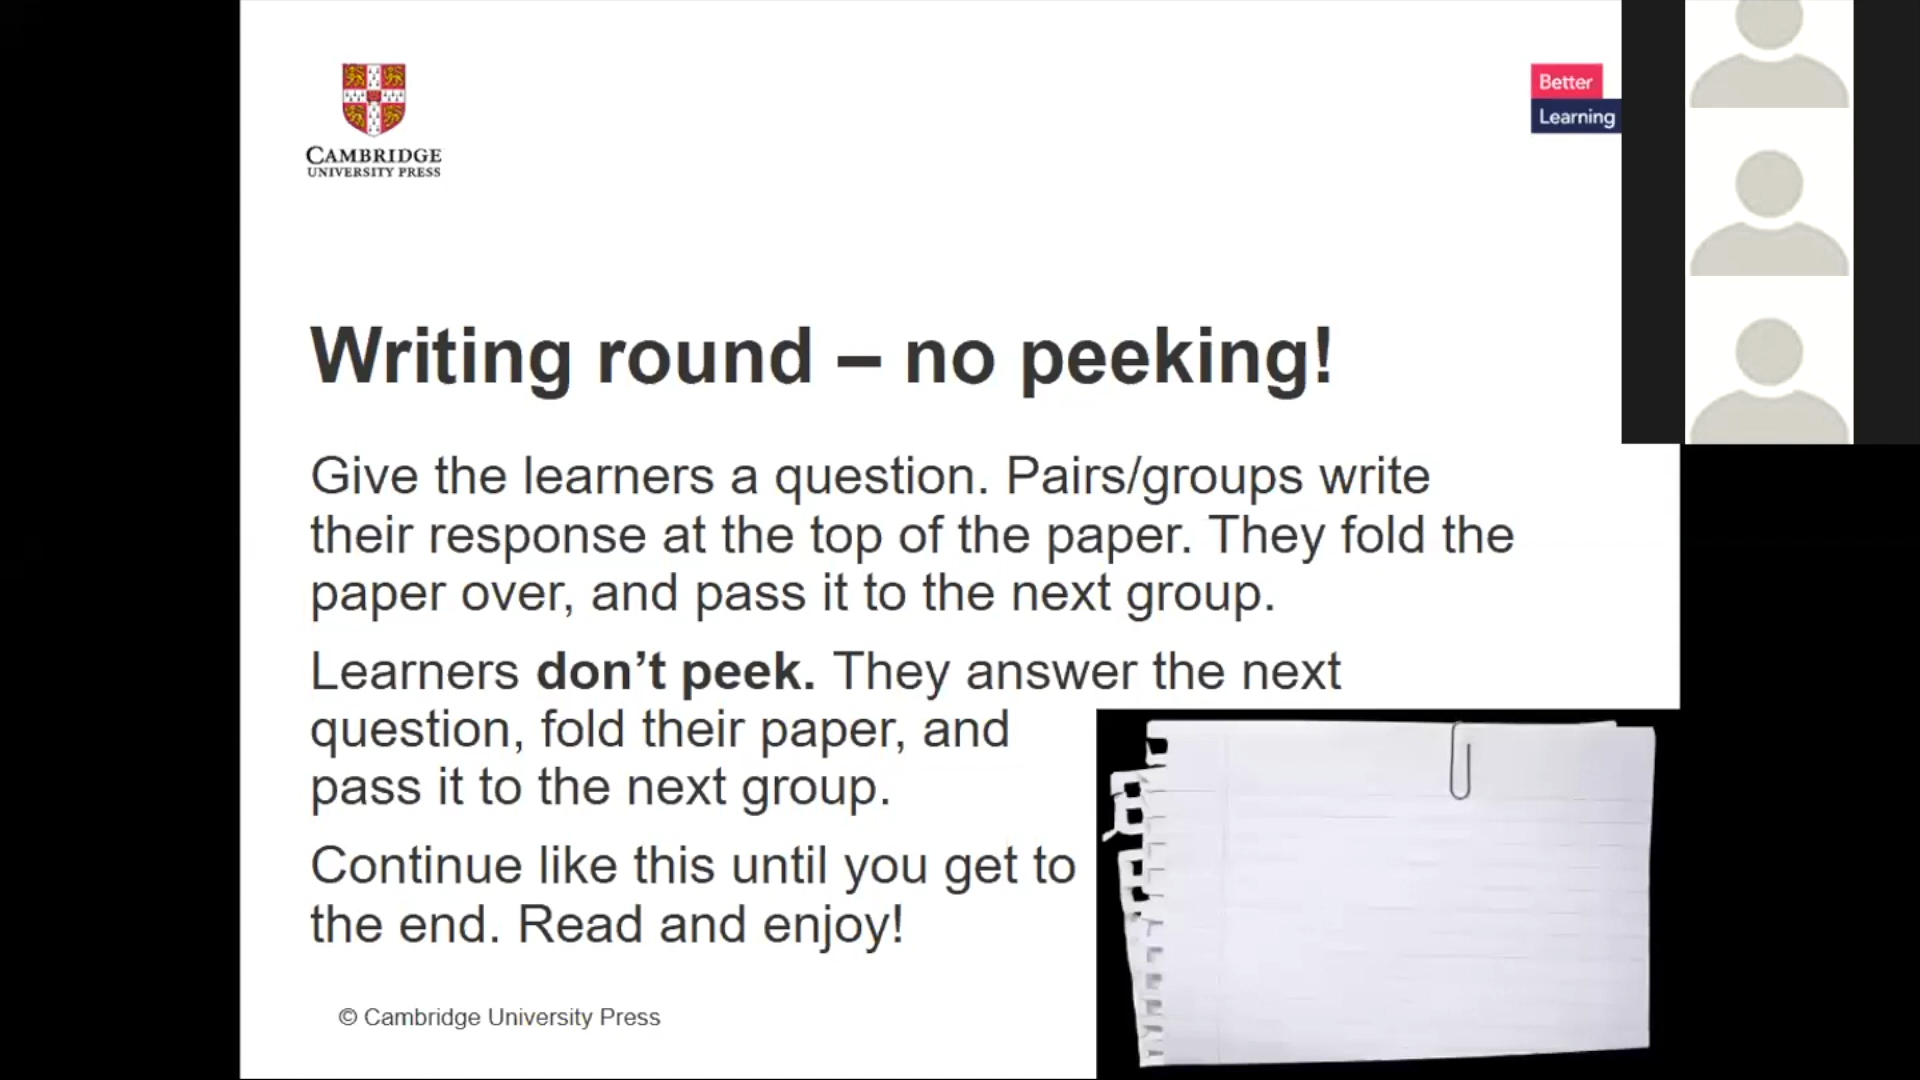 CAMBRIDGE
UNIVERSITY PRESS
Better
Learning
Writing round – no peeking!
Give the learners a question. Pairs/groups write
their response at the top of the paper. They fold the
paper over, and pass it to the next group.
Learners don’t peek. They answer the next
question, fold their paper, and
pass it to the next group.
Continue like this until you get to
the end. Read and enjoy!
© Cambridge University Press